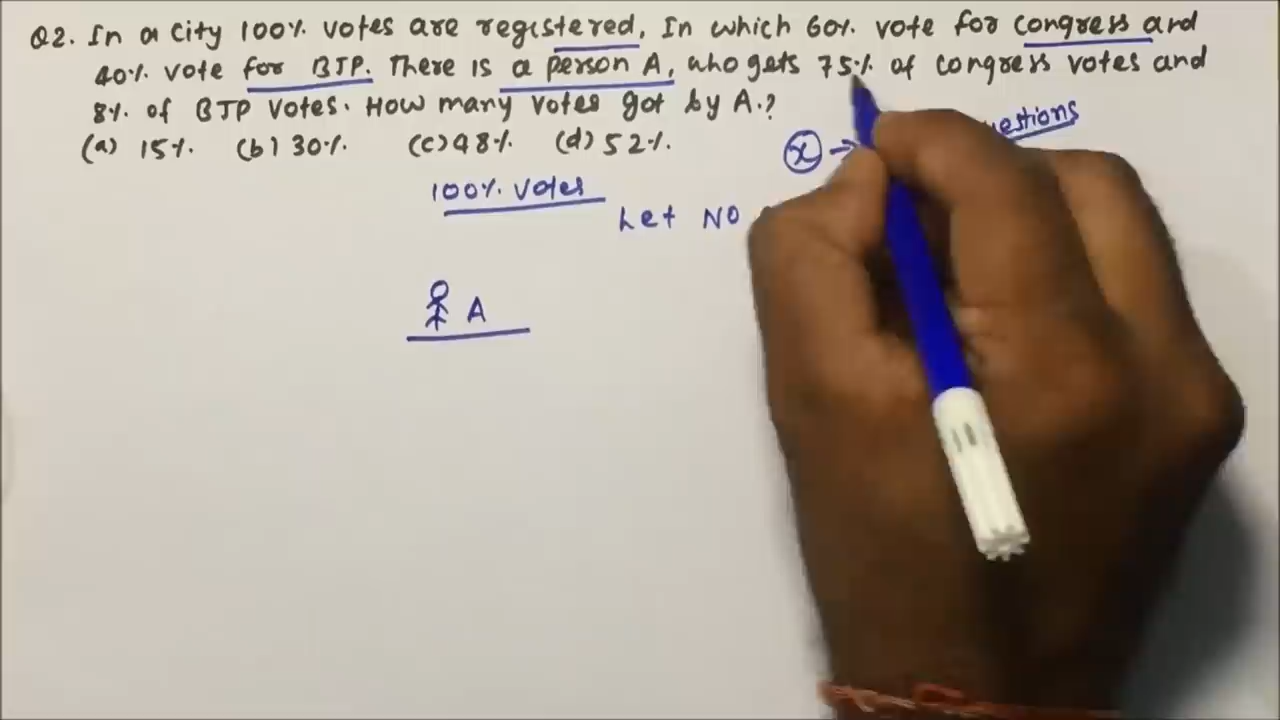 Q2. In a city 100% votes are registered, In which 60% vote for congress and
40% vote for BJP. There is a person A, who gets 75% of congress votes and
8% of BJP votes. How many votes got by A.?
(a) 15% (b) 30% (c) 48% (d) 52%
x →
100% votes
Let NO
A